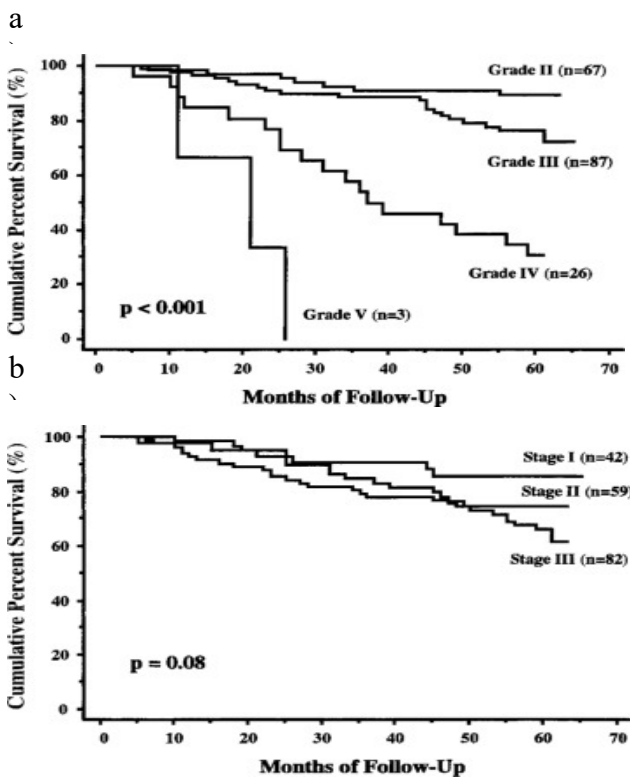 a
Cumulative Percent Survival (%)
100
80
60
40
20
0
Grade II (n=67)
Grade III (n=87)
Grade IV (n=26)
Grade V (n=3)
p < 0.001
0 10 20 30 40 50 60 70
Months of Follow-Up
b
Cumulative Percent Survival (%)
100
80
60
40
20
0
Stage I (n=42)
Stage II (n=59)
Stage III (n=82)
p = 0.08
0 10 20 30 40 50 60 70
Months of Follow-Up